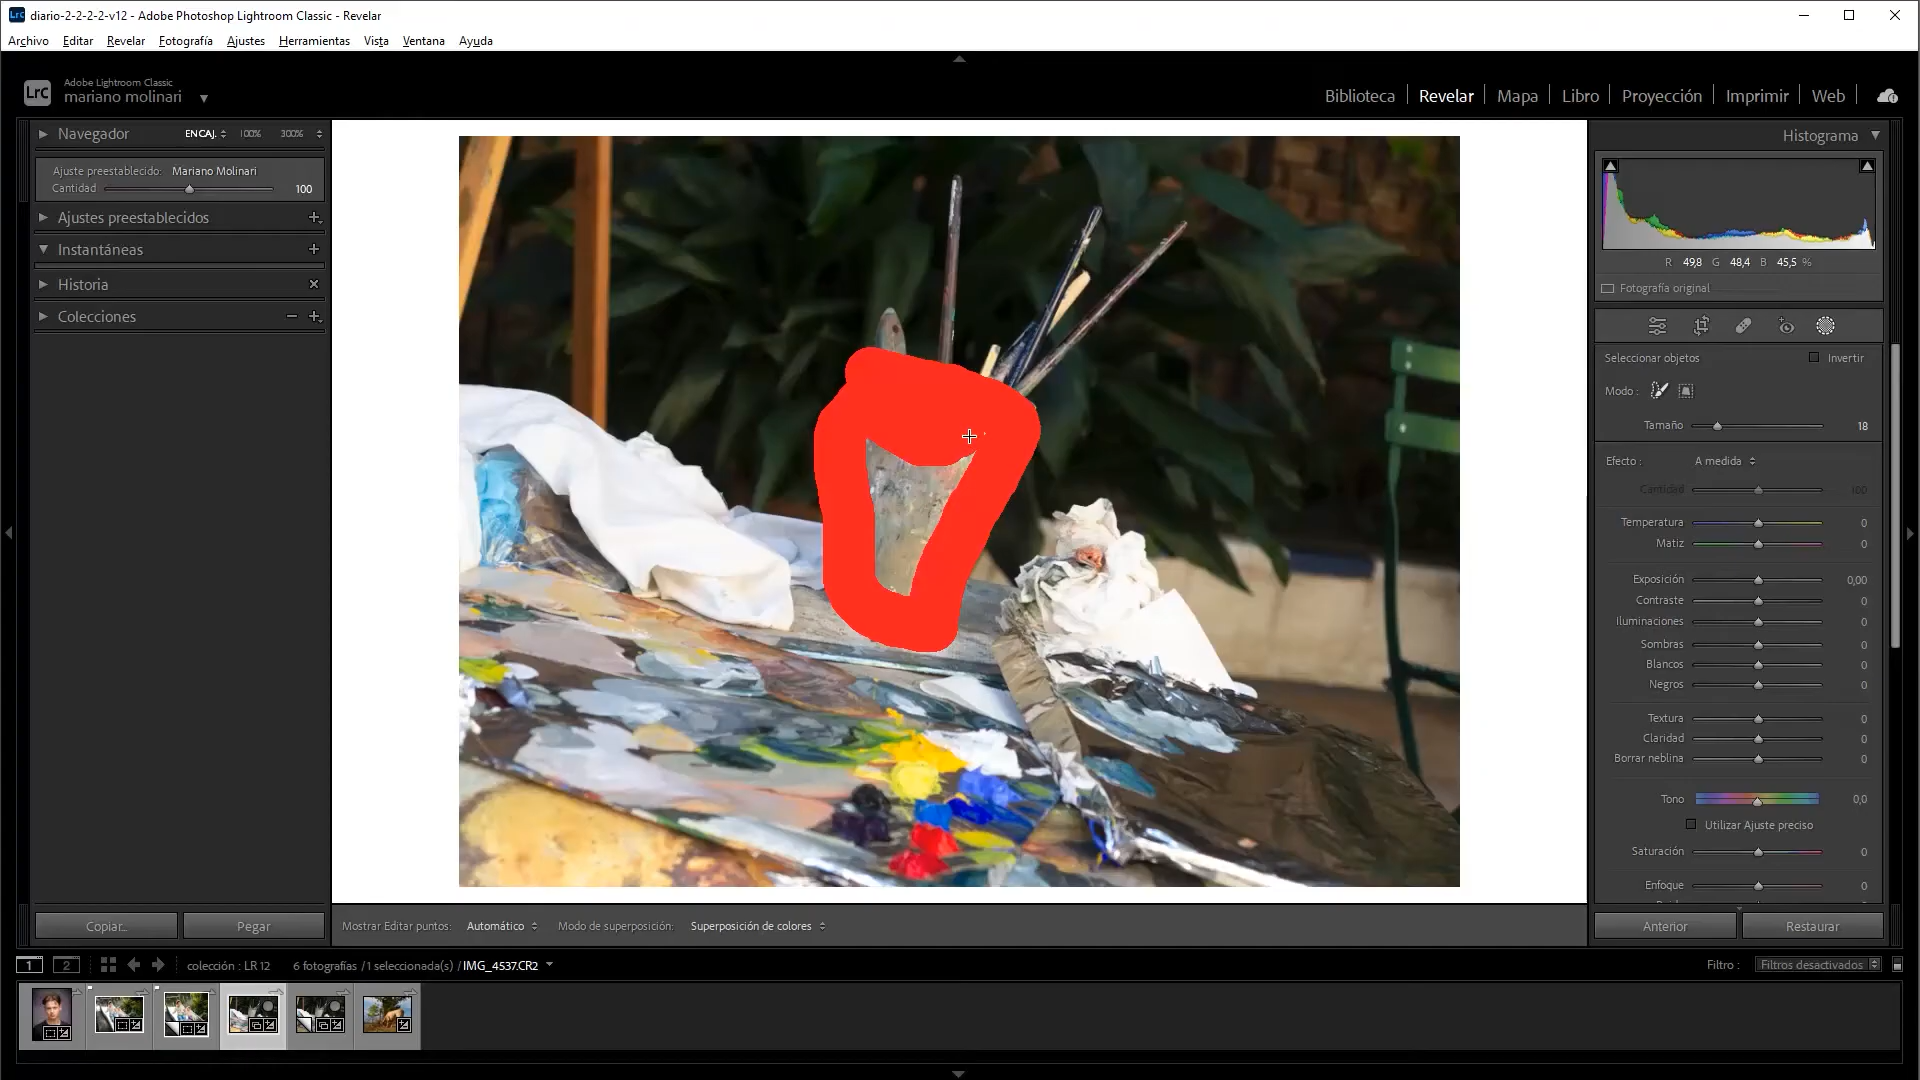 diario-2-2-2-2-v12 - Adobe Photoshop Lightroom Classic - Revelar
Archivo Editar Revelar Fotografía Ajustes Herramientas Vista Ventana Ayuda
LrC
Adobe Lightroom Classic
mariano molinari
Biblioteca Revelar Mapa Libro Proyección Imprimir Web
Navegador ENCAJ. 100% 300%
Ajuste preestablecido: Mariano Molinari
Cantidad 100
Ajustes preestablecidos
Instantáneas
Historia
Colecciones
Copiar...
Pegar
Histograma
R 49,8 G 48,4 B 45,5 %
Fotografía original
Seleccionar objetos Invertir
Modo :
Tamaño 18
Efecto : A medida
Cantidad 100
Temperatura 0
Matiz 0
Exposición 0,00
Contraste 0
Iluminaciones 0
Sombras 0
Blancos 0
Negros 0
Textura 0
Claridad 0
Borrar neblina 0
Tono 0,0
Utilizar Ajuste preciso
Saturación 0
Enfoque 0
Anterior
Restaurar
Mostrar Editar puntos: Automático Modo de superposición: Superposición de colores
1 2 colección : LR 12 6 fotografías /1 seleccionada(s) /IMG_4537.CR2
Filtro : Filtros desactivados